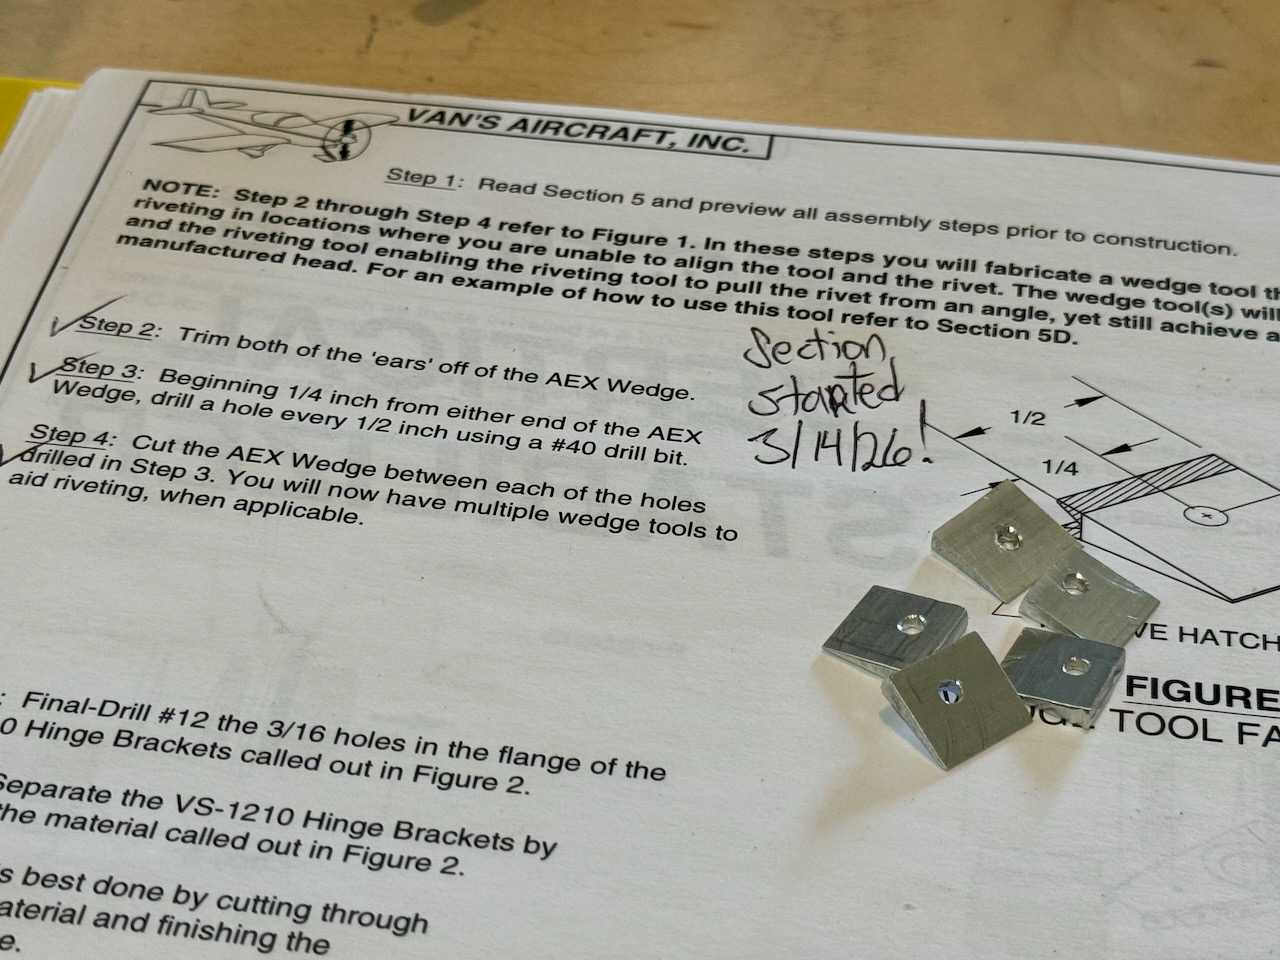 VAN'S AIRCRAFT, INC.
Step 1: Read Section 5 and preview all assembly steps prior to construction.
NOTE: Step 2 through Step 4 refer to Figure 1. In these steps you will fabricate a wedge tool
riveting in locations where you are unable to align the tool and the rivet. The wedge tool(s) will
and the riveting tool enabling the riveting tool to pull the rivet from an angle, yet still achieve a
manufactured head. For an example of how to use this tool refer to Section 5D.
Step 2: Trim both of the 'ears' off of the AEX Wedge.
Step 3: Beginning 1/4 inch from either end of the AEX
Wedge, drill a hole every 1/2 inch using a #40 drill bit.
Step 4: Cut the AEX Wedge between each of the holes
drilled in Step 3. You will now have multiple wedge tools to
aid riveting, when applicable.
Section
started
3/14/26!
1/2
1/4
VE HATCH
FIGURE
TOOL FA
: Final-Drill #12 the 3/16 holes in the flange of the
0 Hinge Brackets called out in Figure 2.
Separate the VS-1210 Hinge Brackets by
the material called out in Figure 2.
s best done by cutting through
aterial and finishing the
e.